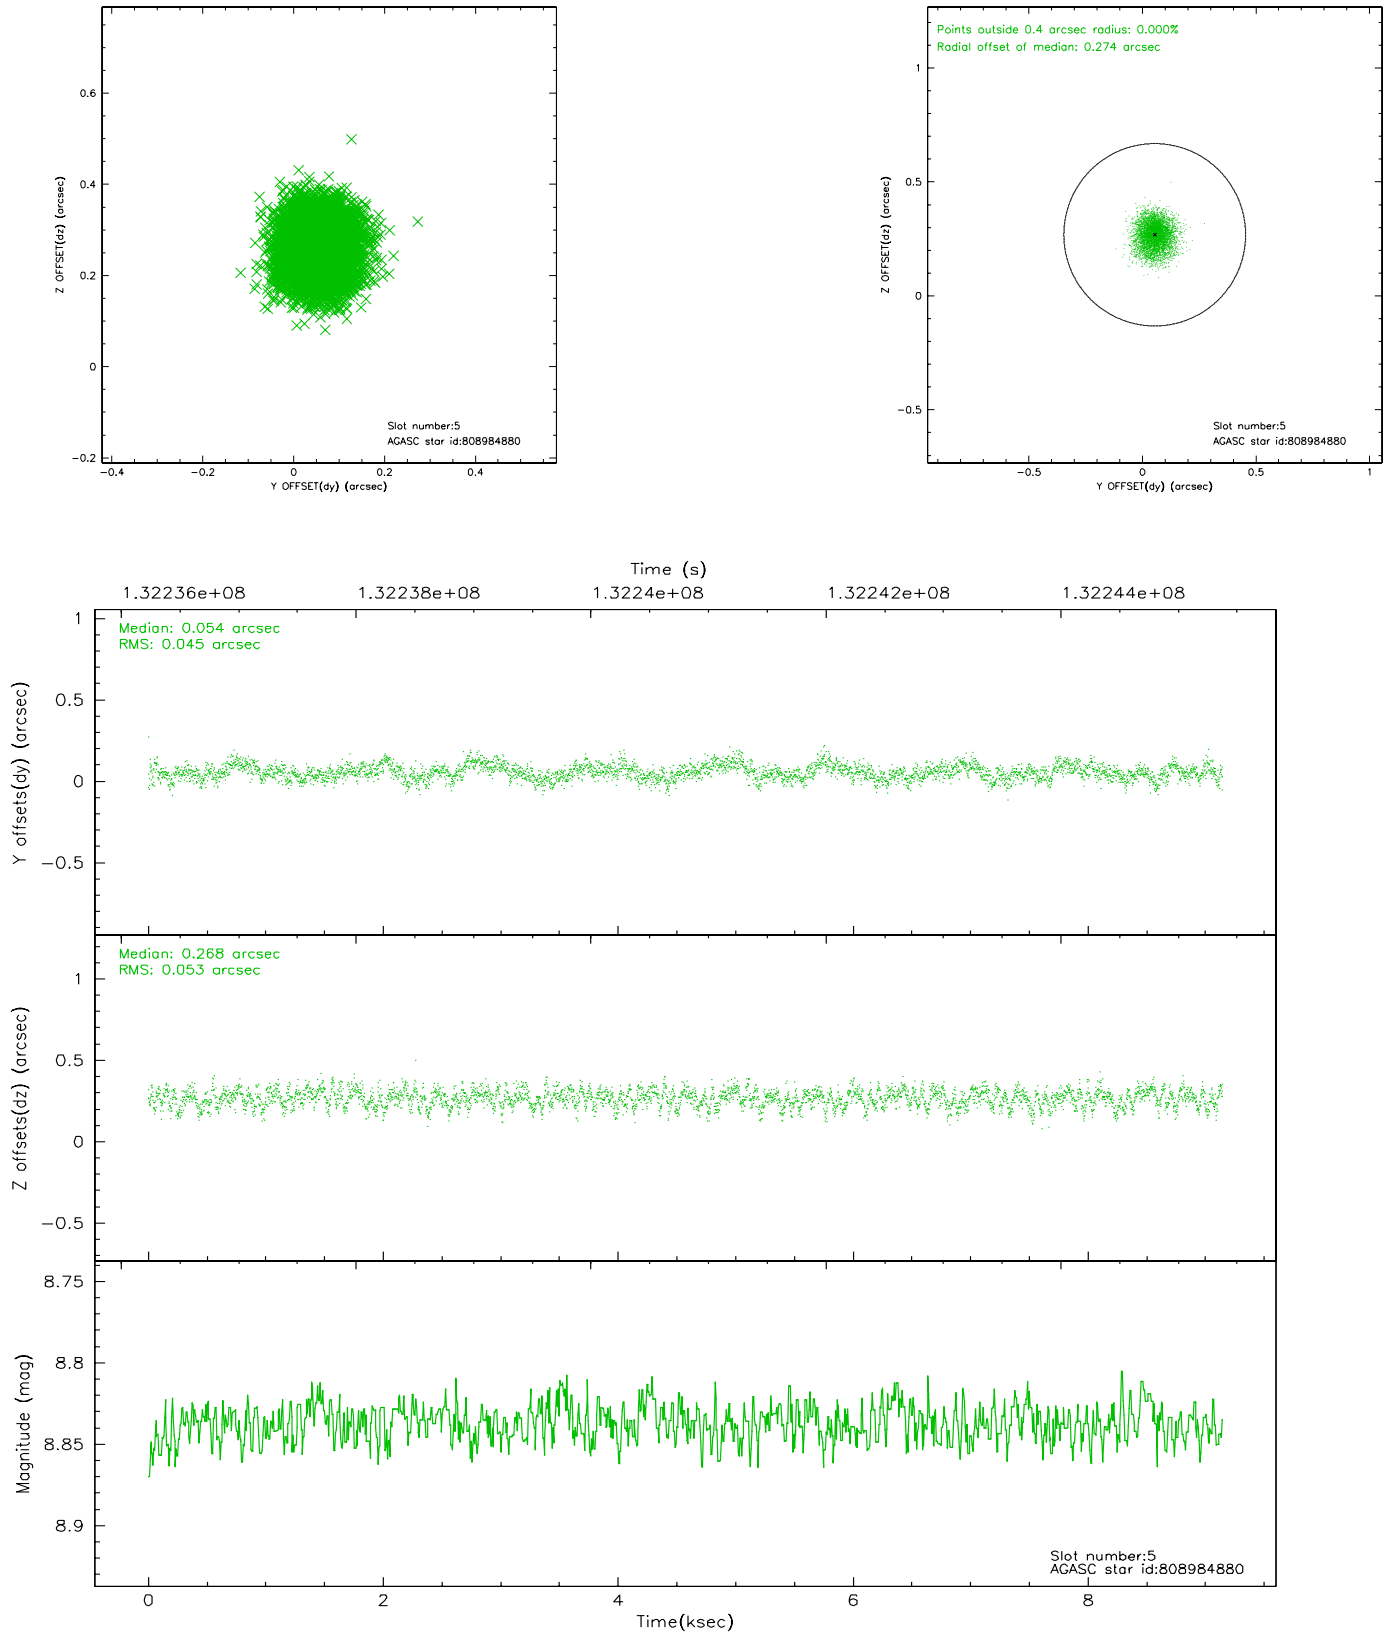 0.6
0.4
0.2
0
−0.2
−0.4
−0.2
0
0.2
0.4
Z OFFSET(dz) (arcsec)
Y OFFSET(dy) (arcsec)
Slot number:5
AGASC star id:808984880
Points outside 0.4 arcsec radius: 0.000%
Radial offset of median: 0.274 arcsec
1
0.5
0
−0.5
−0.5
0
0.5
1
Z OFFSET(dz) (arcsec)
Y OFFSET(dy) (arcsec)
Slot number:5
AGASC star id:808984880
Time (s)
1.32236e+08
1.32238e+08
1.3224e+08
1.32242e+08
1.32244e+08
Median: 0.054 arcsec
RMS: 0.045 arcsec
1
0.5
0
−0.5
Y offsets(dy) (arcsec)
Median: 0.268 arcsec
RMS: 0.053 arcsec
1
0.5
0
−0.5
Z offsets(dz) (arcsec)
8.75
8.8
8.85
8.9
Magnitude (mag)
Slot number:5
AGASC star id:808984880
0
2
4
6
8
Time(ksec)